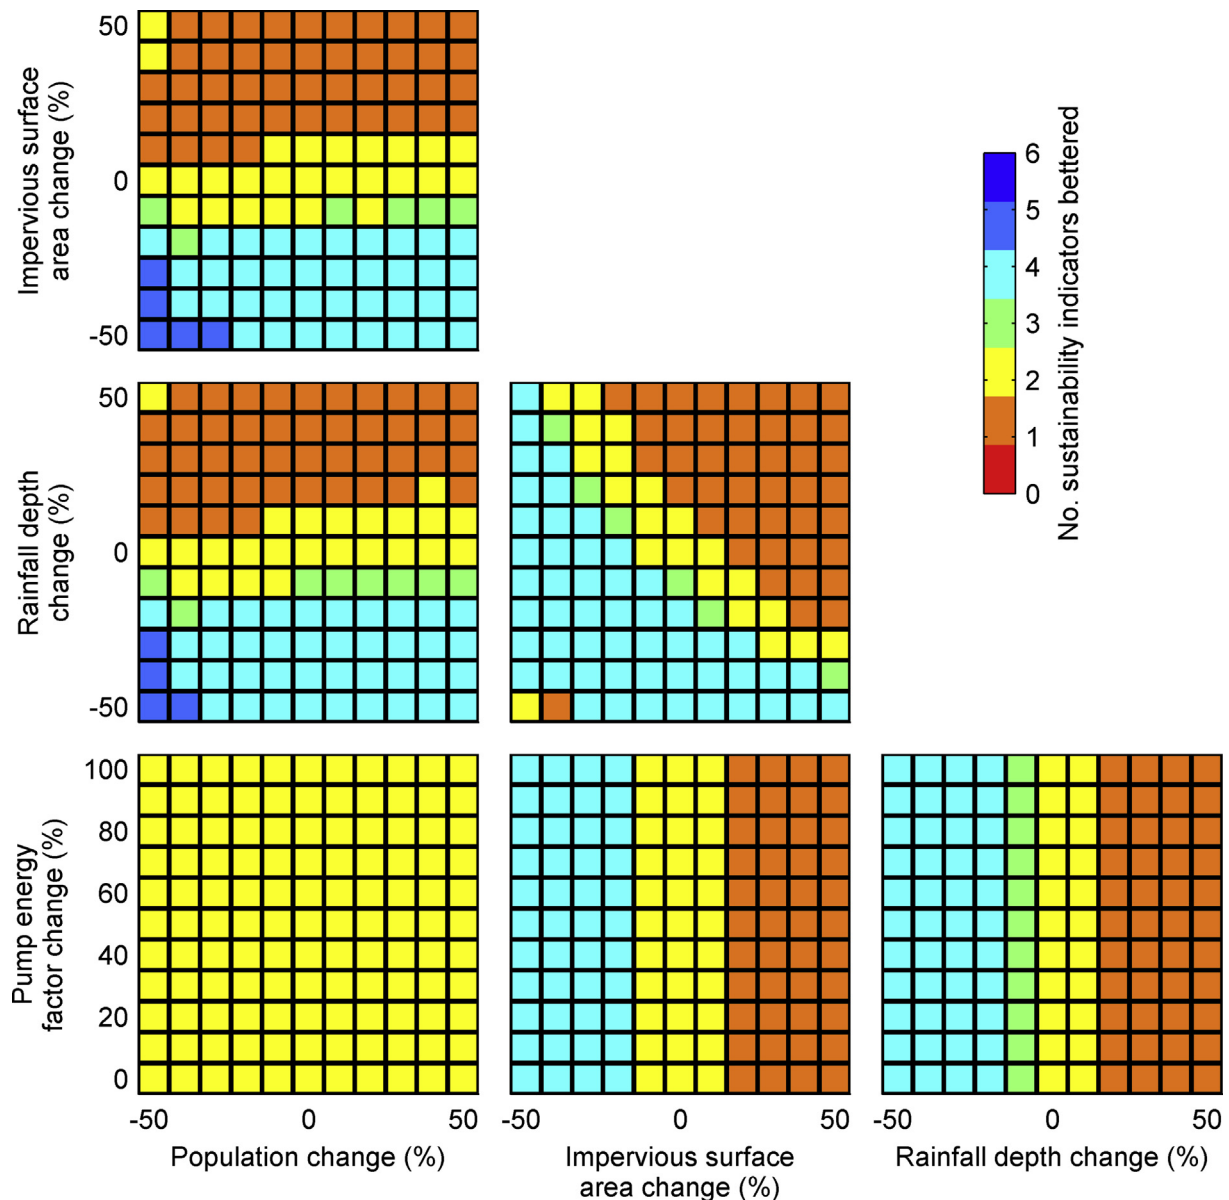 50
0
-50
Impervious surface
area change (%)
6
5
4
3
2
1
0
No. sustainability indicators bettered
50
0
-50
Rainfall depth
change (%)
100
80
60
40
20
0
Pump energy
factor change (%)
-50 0 50
Population change (%)
-50 0 50
Impervious surface
area change (%)
-50 0 50
Rainfall depth change (%)